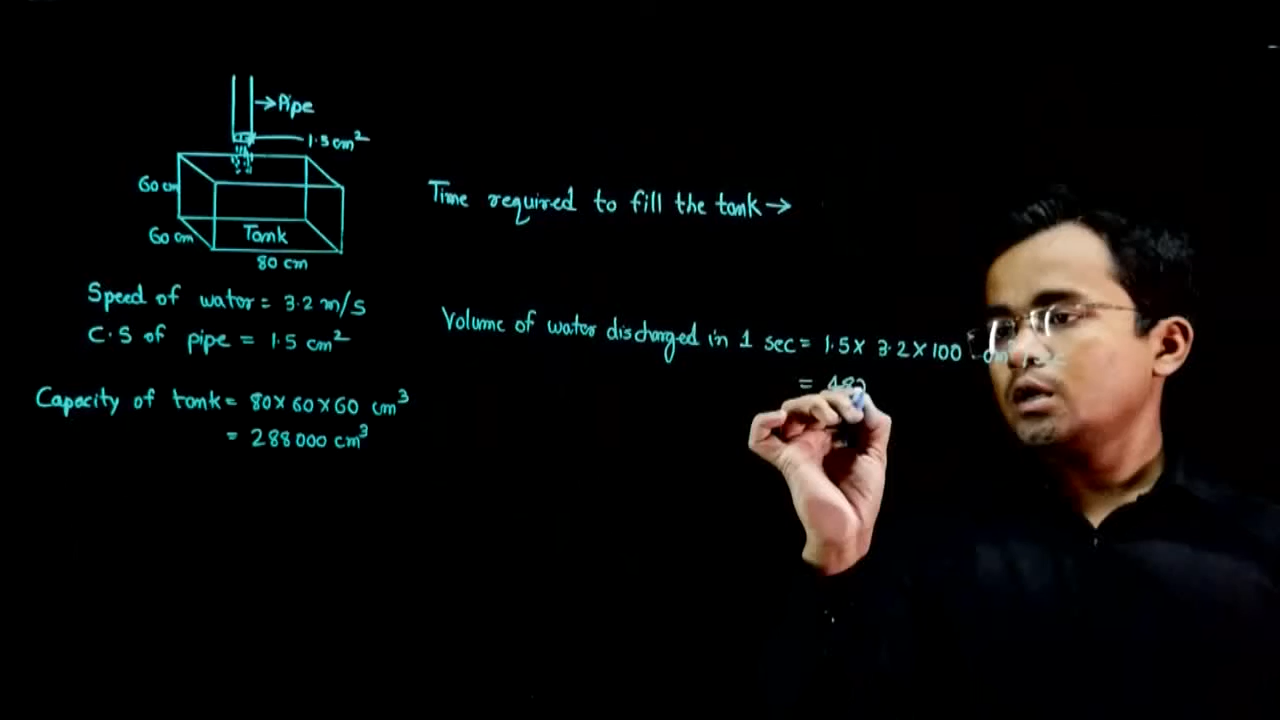 →Pipe
1.5 cm²
60 cm
60 cm
Tank
80 cm
Speed of water = 3.2 m/s
C.S of pipe = 1.5 cm²
Capacity of tank = 80 × 60 × 60 cm³
= 288000 cm³
Time required to fill the tank →
Volume of water discharged in 1 sec = 1.5 × 3.2 × 100 cm³
= 480